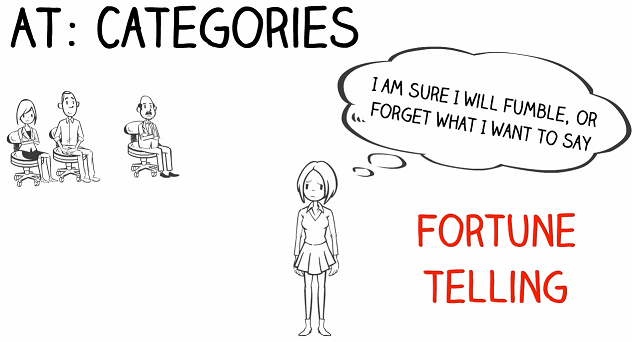 AT: CATEGORIES
I AM SURE I WILL FUMBLE, OR
FORGET WHAT I WANT TO SAY
FORTUNE
TELLING